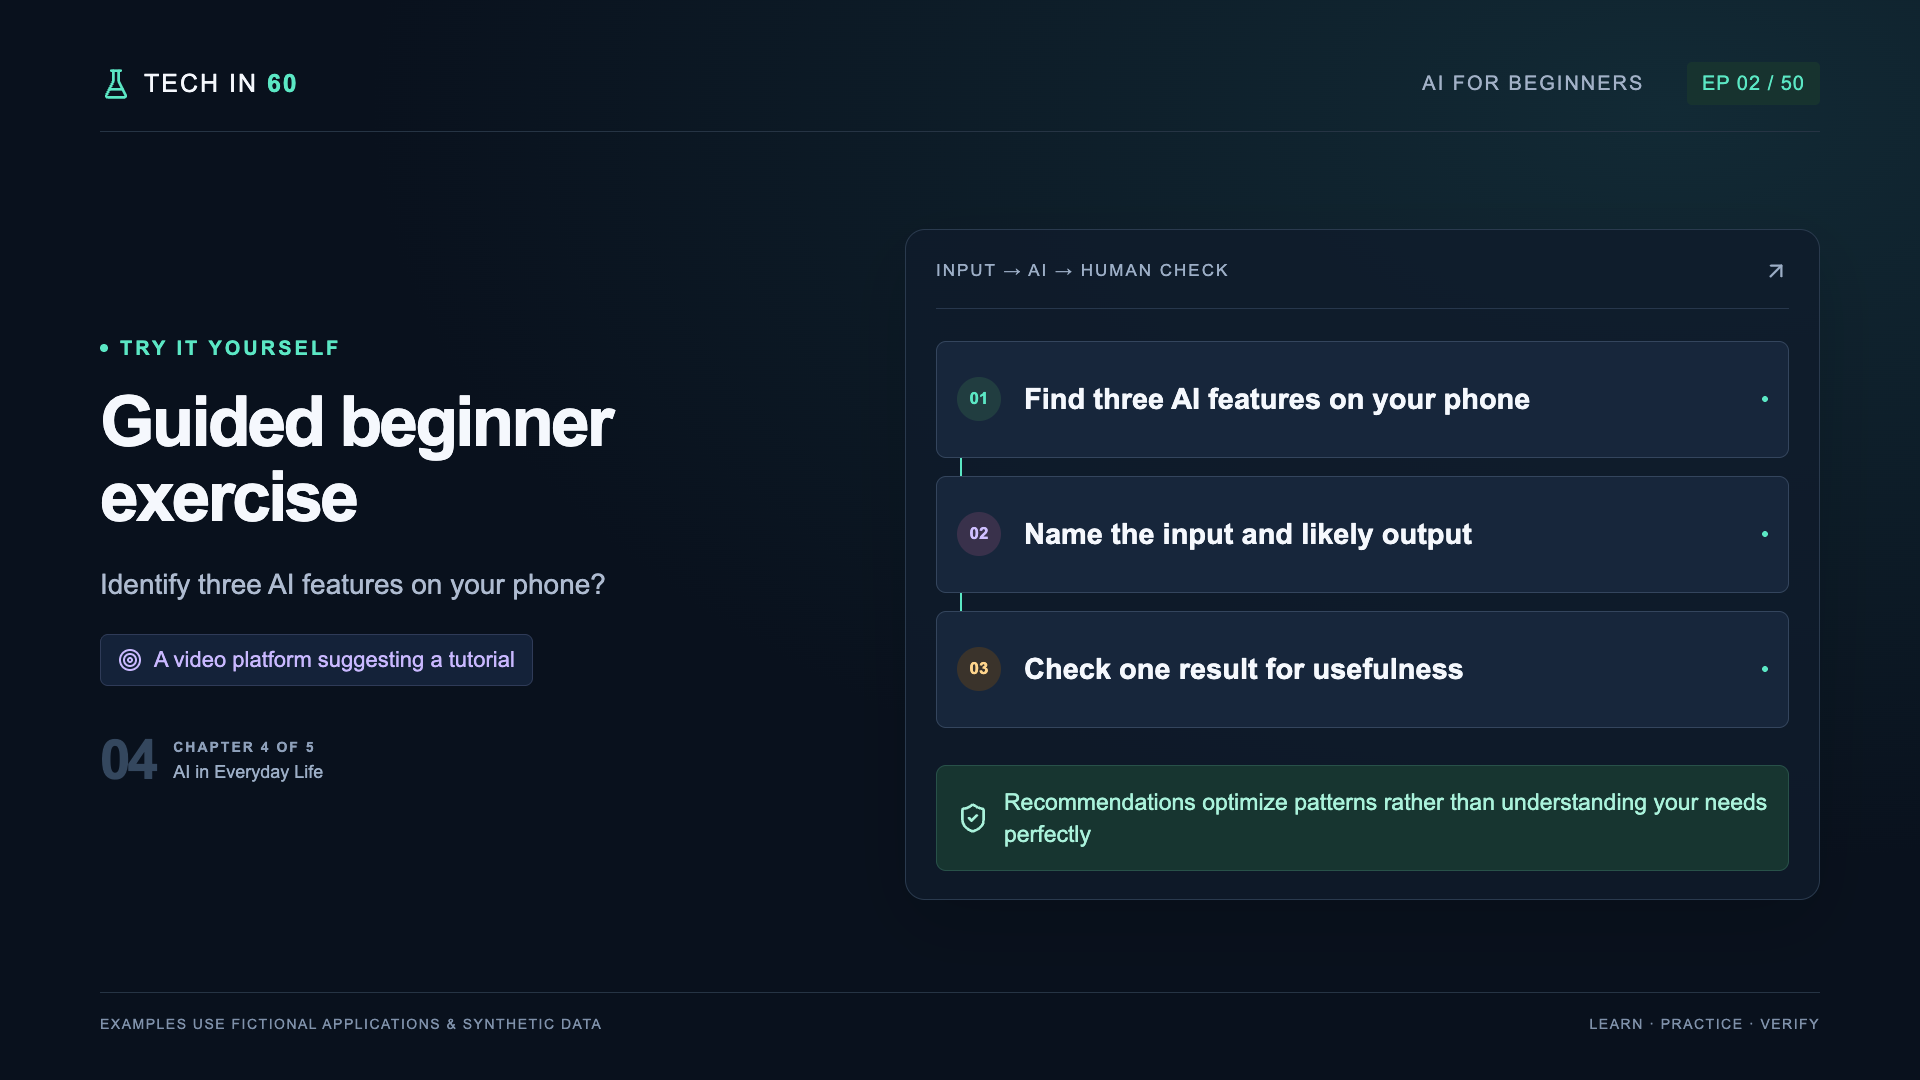 TECH IN 60
AI FOR BEGINNERS
EP 02 / 50
TRY IT YOURSELF
Guided beginner
exercise
Identify three AI features on your phone?
A video platform suggesting a tutorial
04
CHAPTER 4 OF 5
AI in Everyday Life
INPUT → AI → HUMAN CHECK
01
Find three AI features on your phone
02
Name the input and likely output
03
Check one result for usefulness
Recommendations optimize patterns rather than understanding your needs
perfectly
EXAMPLES USE FICTIONAL APPLICATIONS & SYNTHETIC DATA
LEARN · PRACTICE · VERIFY